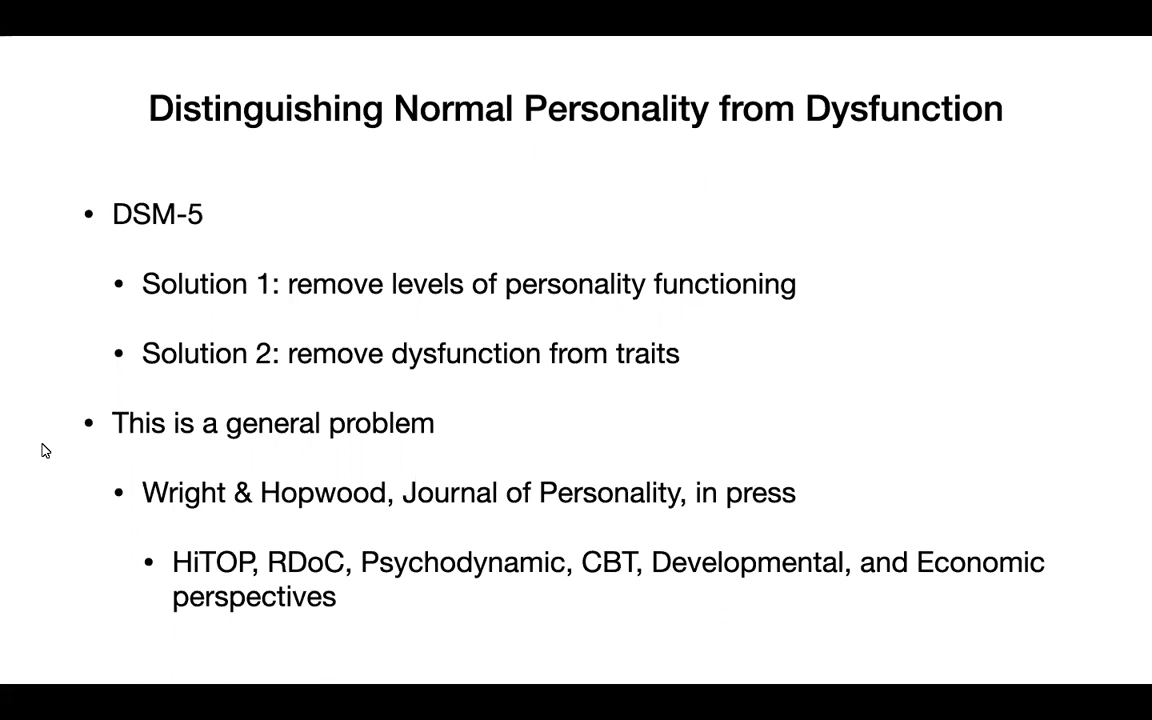 Distinguishing Normal Personality from Dysfunction
• DSM-5
• Solution 1: remove levels of personality functioning
• Solution 2: remove dysfunction from traits
• This is a general problem
• Wright & Hopwood, Journal of Personality, in press
• HiTOP, RDoC, Psychodynamic, CBT, Developmental, and Economic
perspectives